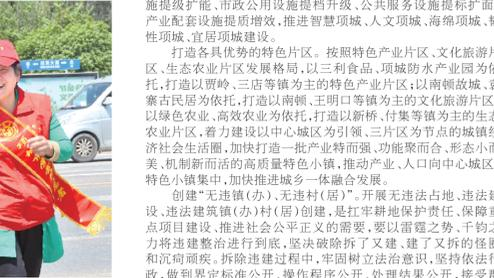 施提级扩能、市政公用设施提档升级、公共服务设施提标扩面、
产业配套设施提质增效,推进智慧项城、人文项城、海绵项城、韧
性项城、宜居项城建设。
打造各具优势的特色片区。按照特色产业片区、文化旅游片
区、生态农业片区发展格局,以三利食品、项城防水产业园为依
托,打造以贾岭、三店等镇为主的特色产业片区;以南顿故城、袁
寨古民居为依托,打造以南顿、王明口等镇为主的文化旅游片区;
以绿色农业、高效农业为依托,打造以新桥、付集等镇为主的生态
农业片区,着力建设以中心城区为引领、三片区为节点的城镇经
济社会生活圈,加快打造一批产业特而强、功能聚而合、形态小而
美、机制新而活的高质量特色小镇,推动产业、人口向中心城区、
特色小镇集中,加快推进城乡一体融合发展。
创建“无违镇(办)、无违村(居)”。开展无违法占地、无违法建
设、无违法建筑镇(办)村(居)创建,是扛牢耕地保护责任、保障重
点项目建设、推进社会公平正义的需要,要以雷霆之势、千钧之
力将违建整治进行到底,坚决破除拆了又建、建了又拆的怪圈
和沉疴顽疾。拆除违建过程中,牢固树立法治意识,坚持依法行
政,做到界定标准公开、操作程序公开、处理结果公开,接受群